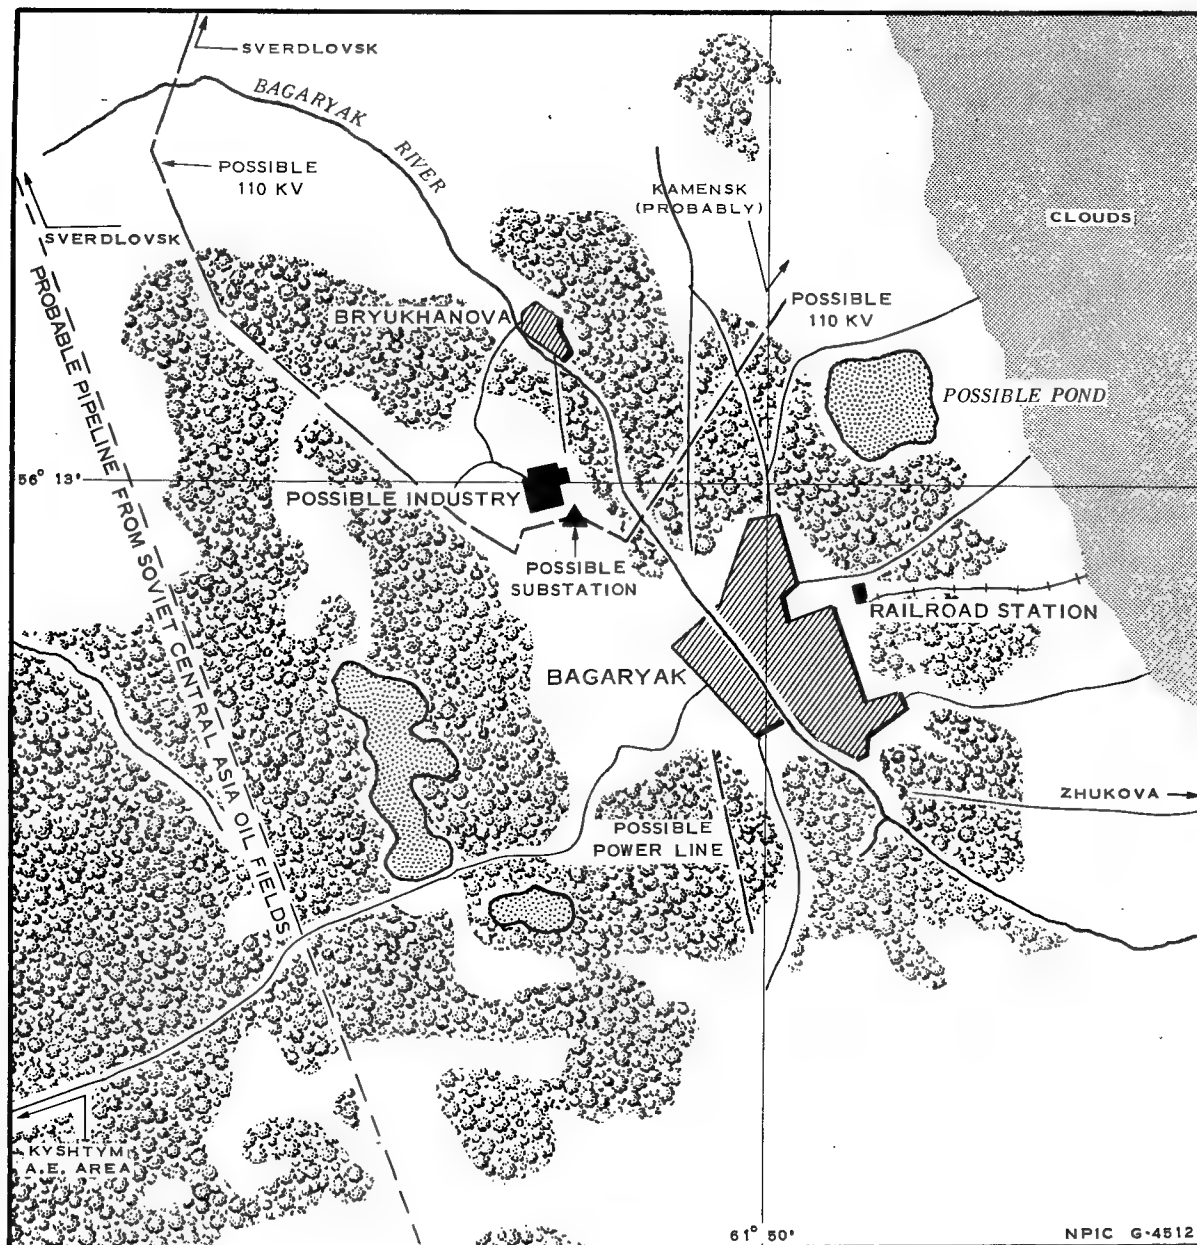 SVERDLOVSK
BAGARYAK
RIVER
POSSIBLE
110 KV
KAMENSK
(PROBABLY)
CLOUDS
SVERDLOVSK
PROBABLE PIPELINE FROM SOVIET CENTRAL ASIA OIL FIELDS
BRYUKHANOVA
POSSIBLE
110 KV
POSSIBLE POND
56° 13'
POSSIBLE INDUSTRY
POSSIBLE
SUBSTATION
RAILROAD STATION
BAGARYAK
ZHUKOVA
POSSIBLE
POWER LINE
KYSHTYM
A.E. AREA
61° 50'
NPIC G-4512